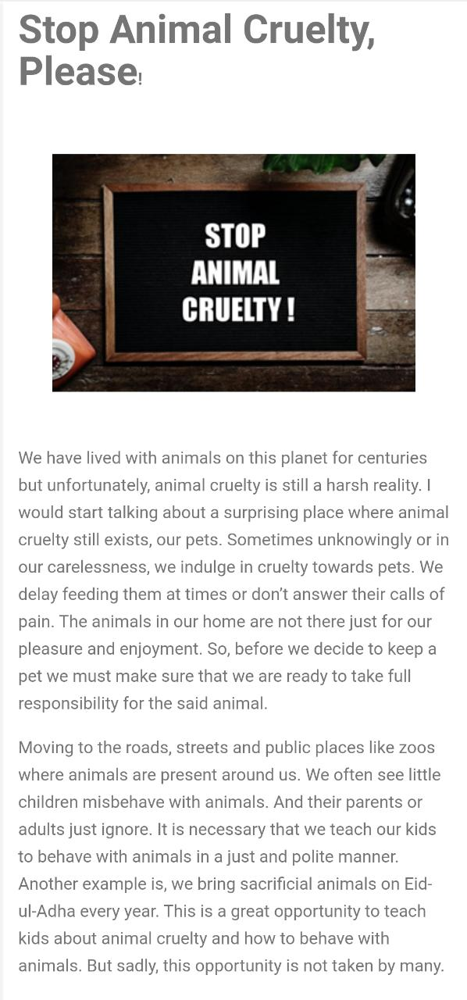 Stop Animal Cruelty,
Please!
STOP
ANIMAL
CRUELTY !
We have lived with animals on this planet for centuries
but unfortunately, animal cruelty is still a harsh reality. I
would start talking about a surprising place where animal
cruelty still exists, our pets. Sometimes unknowingly or in
our carelessness, we indulge in cruelty towards pets. We
delay feeding them at times or don’t answer their calls of
pain. The animals in our home are not there just for our
pleasure and enjoyment. So, before we decide to keep a
pet we must make sure that we are ready to take full
responsibility for the said animal.
Moving to the roads, streets and public places like zoos
where animals are present around us. We often see little
children misbehave with animals. And their parents or
adults just ignore. It is necessary that we teach our kids
to behave with animals in a just and polite manner.
Another example is, we bring sacrificial animals on Eid-
ul-Adha every year. This is a great opportunity to teach
kids about animal cruelty and how to behave with
animals. But sadly, this opportunity is not taken by many.